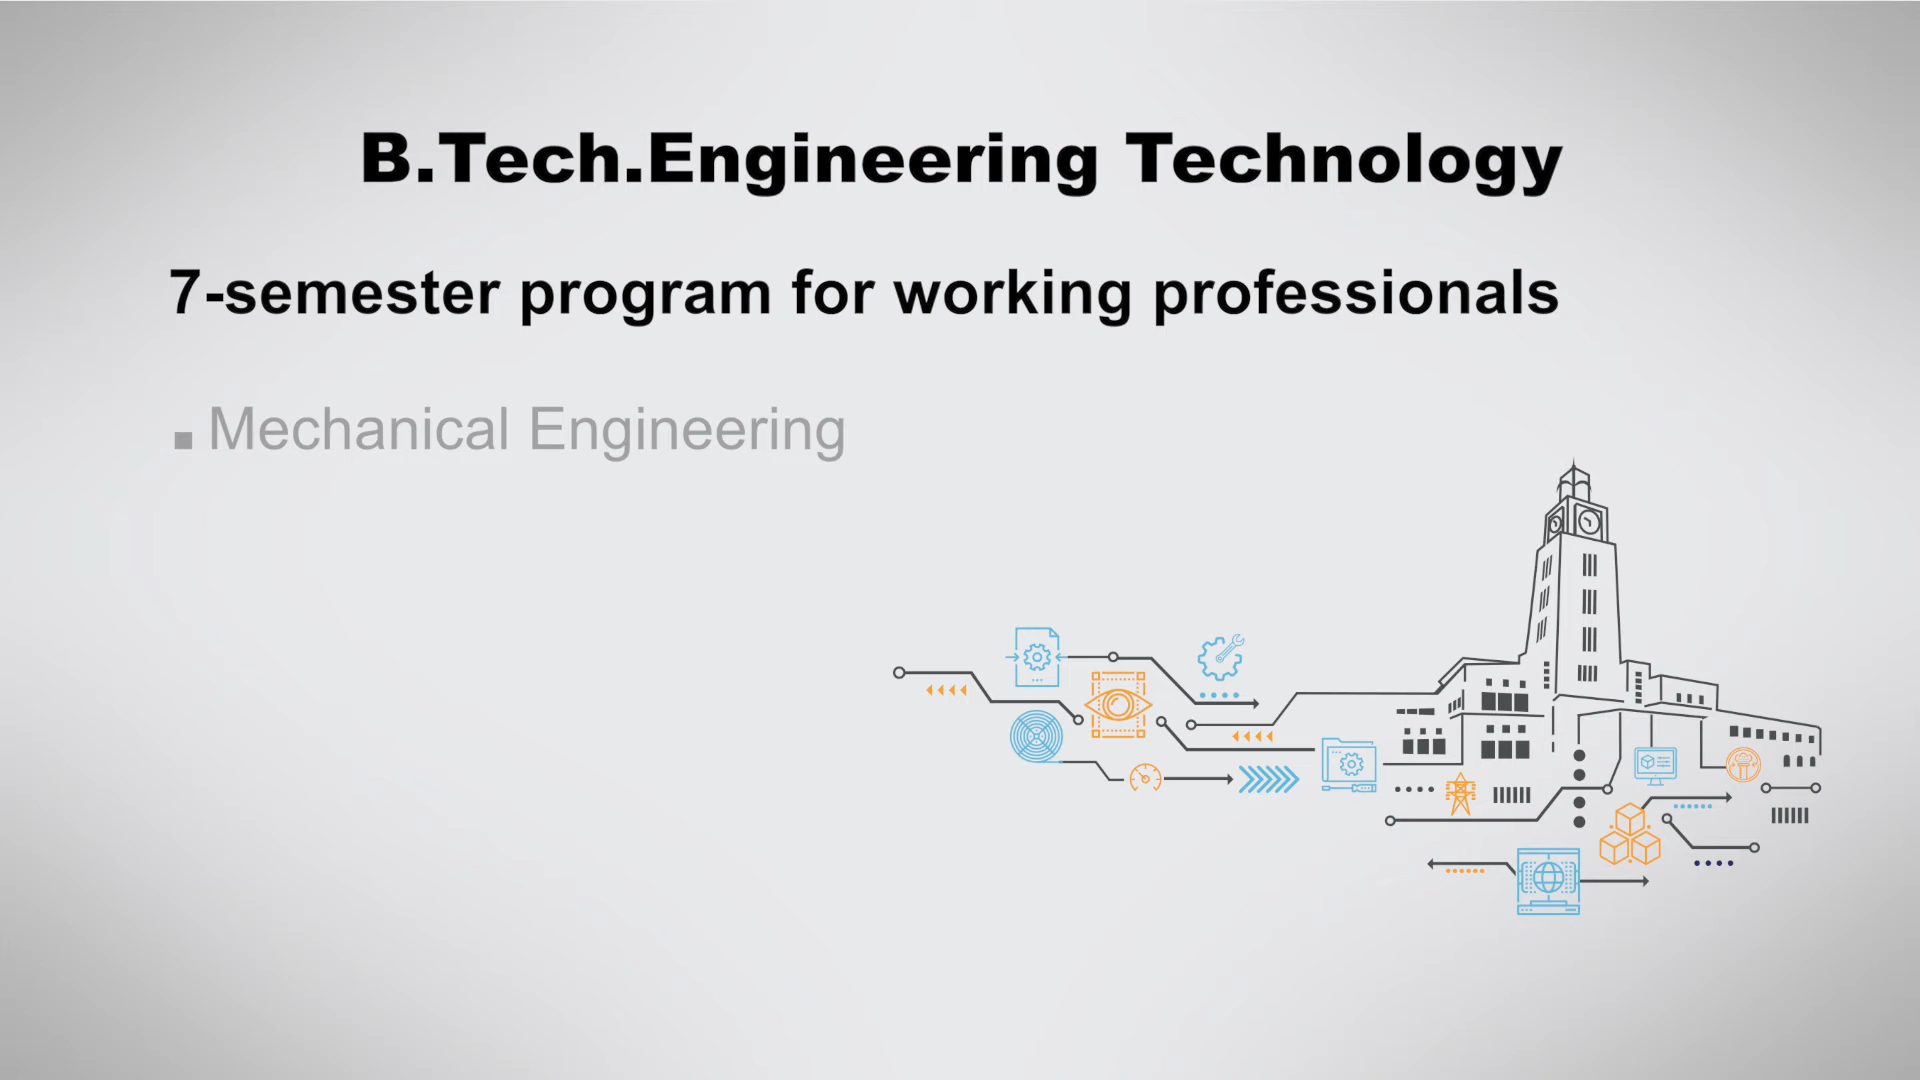 B.Tech.Engineering Technology
7-semester program for working professionals
▪ Mechanical Engineering